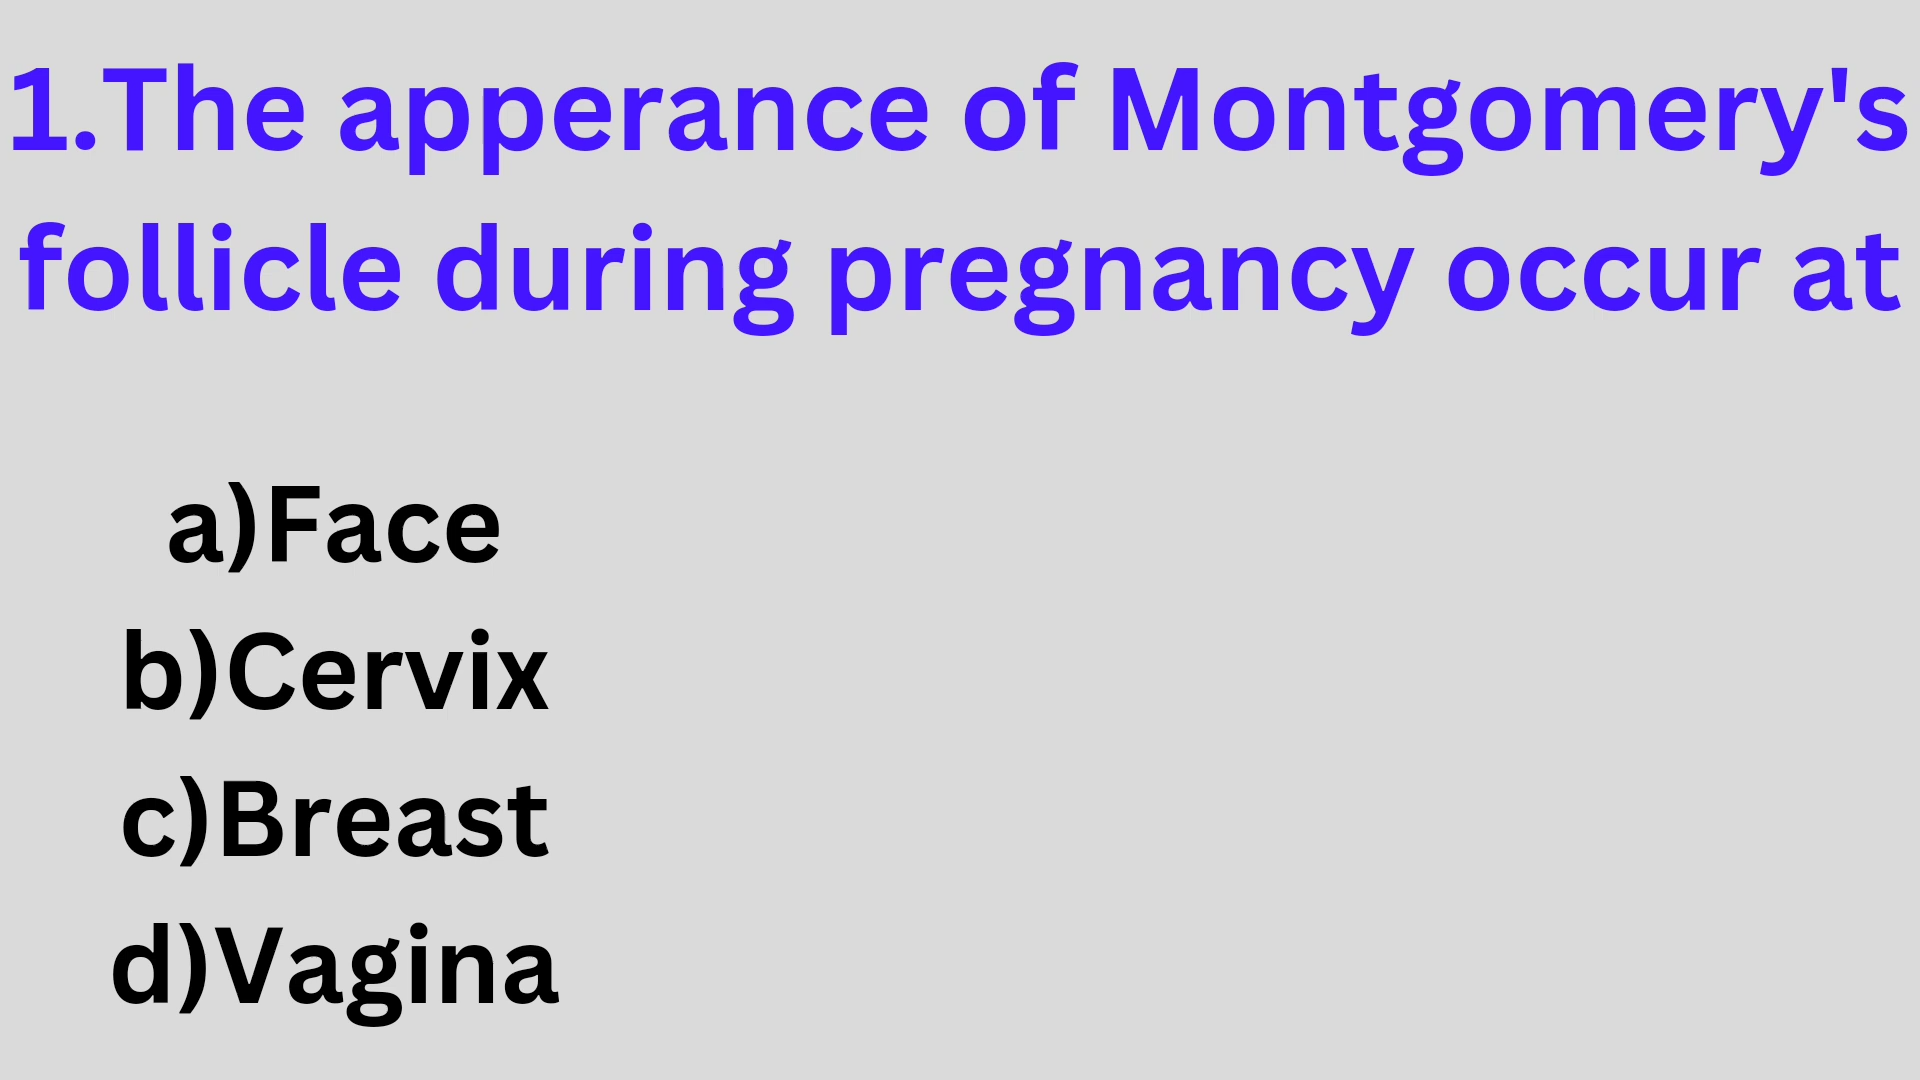 1.The apperance of Montgomery's
follicle during pregnancy occur at
a)Face
b)Cervix
c)Breast
d)Vagina